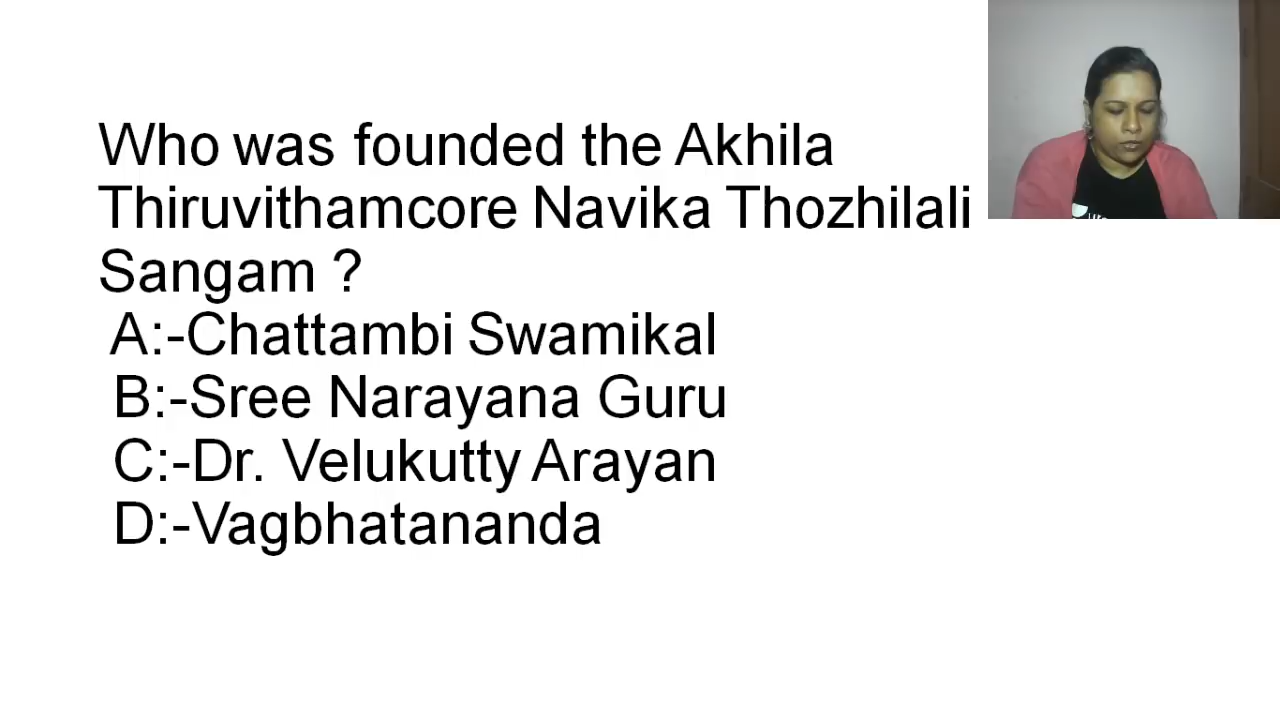 Who was founded the Akhila
Thiruvithamcore Navika Thozhilali
Sangam ?
A:-Chattambi Swamikal
B:-Sree Narayana Guru
C:-Dr. Velukutty Arayan
D:-Vagbhatananda